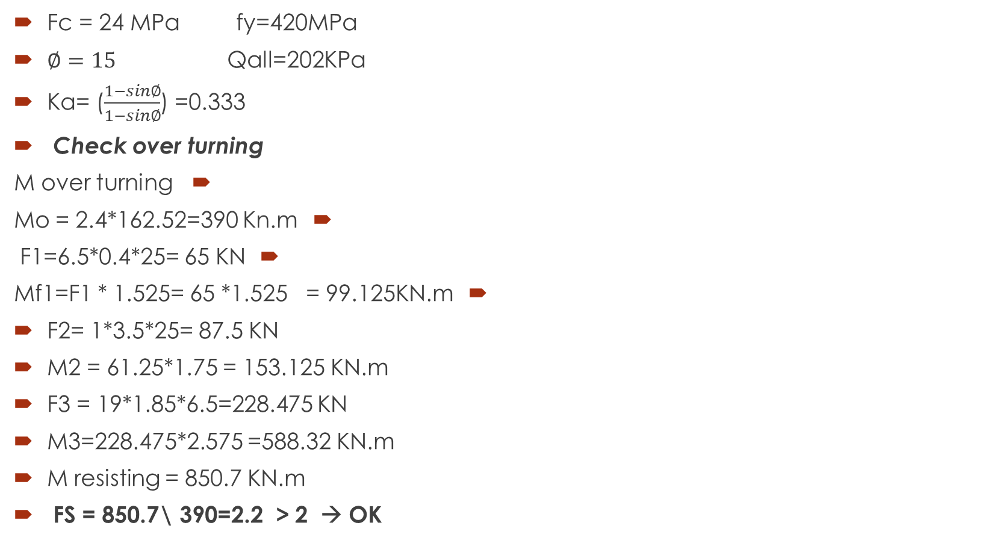 Fc = 24 MPa fy=420MPa
∅ = 15 Qall=202KPa
Ka= (1−sin∅/1−sin∅) =0.333
Check over turning
M over turning
Mo = 2.4*162.52=390 Kn.m
F1=6.5*0.4*25= 65 KN
Mf1=F1 * 1.525= 65 *1.525 = 99.125KN.m
F2= 1*3.5*25= 87.5 KN
M2 = 61.25*1.75 = 153.125 KN.m
F3 = 19*1.85*6.5=228.475 KN
M3=228.475*2.575 =588.32 KN.m
M resisting = 850.7 KN.m
FS = 850.7\ 390=2.2 > 2 → OK